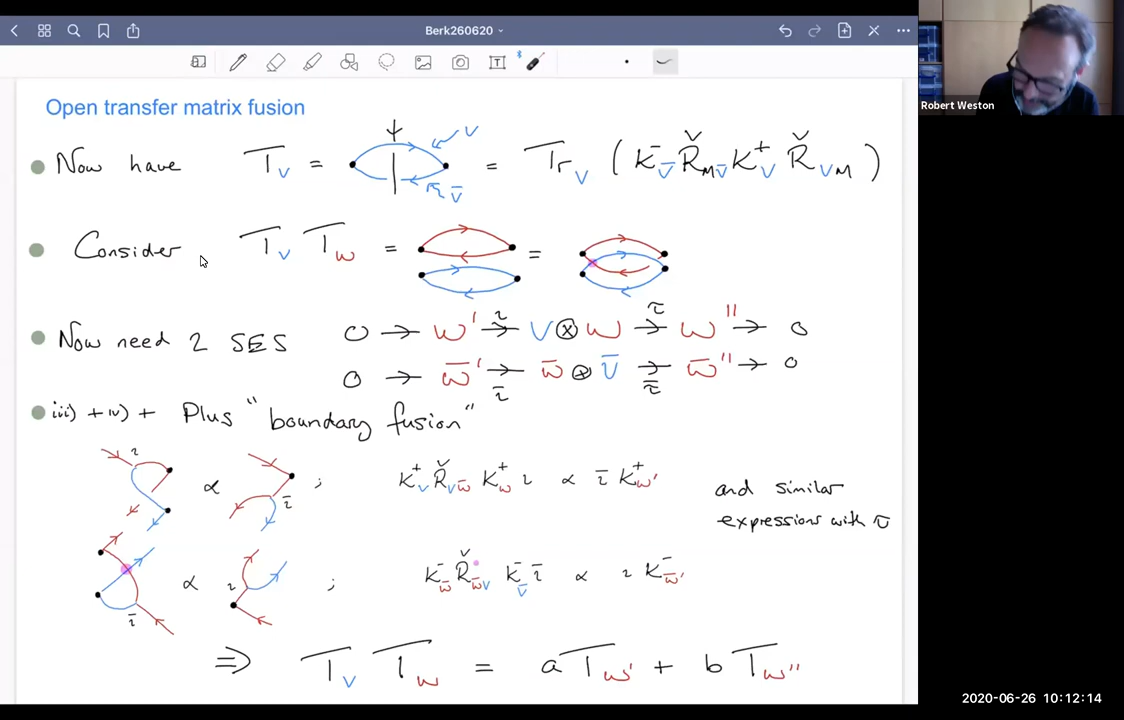 Berk260620
Robert Weston
Open transfer matrix fusion
Now have T_V = V V̄ = Tr_V ( K⁻_V̄ Ř_MV̄ K⁺_V Ř_VM )
Consider T_V T_W = =
Now need 2 SES 0 → W' →ι V ⊗ W →τ W'' → 0
0 → W̄' →ῑ W̄ ⊗ V̄ →τ̄ W̄'' → 0
iii) + iv) + Plus "boundary fusion"
ι ∝ ῑ ; K⁺_V Ř_VW̄ K⁺_W ι ∝ ῑ K⁺_W' and similar
expressions with τ
ῑ ∝ ι ; K⁻_W̄ Ř_W̄V K⁻_V̄ ῑ ∝ ι K⁻_W̄'
⇒ T_V T_W = a T_W' + b T_W''
2020-06-26 10:12:14